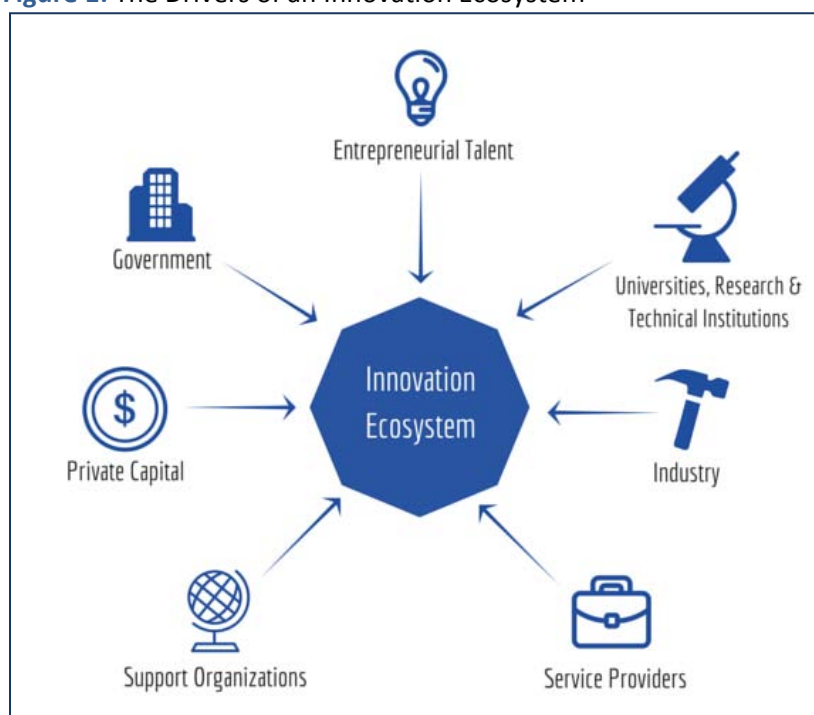 Figure 1: The Drivers of an Innovation Ecosystem
Entrepreneurial Talent
Government
Universities, Research &
Technical Institutions
Innovation
Ecosystem
$
Private Capital
Industry
Support Organizations
Service Providers